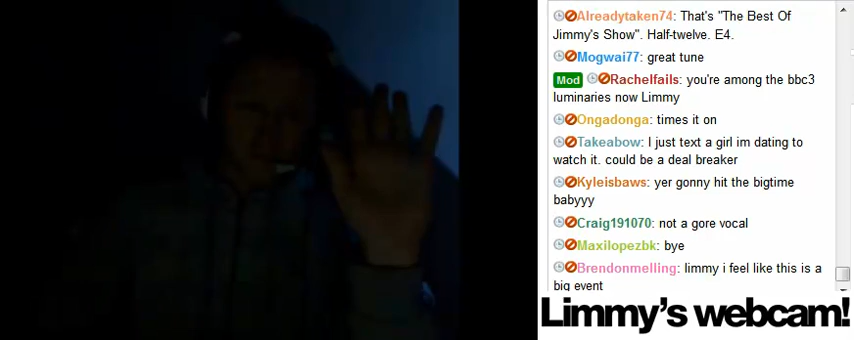 Alreadytaken74: That's "The Best Of
Jimmy's Show". Half-twelve. E4.
Mogwai77: great tune
Mod Rachelfails: you're among the bbc3
luminaries now Limmy
Ongadonga: times it on
Takeabow: I just text a girl im dating to
watch it. could be a deal breaker
Kyleisbaws: yer gonny hit the bigtime
babyyy
Craig191070: not a gore vocal
Maxilopezbk: bye
Brendonmelling: limmy i feel like this is a
big event
Limmy's webcam!